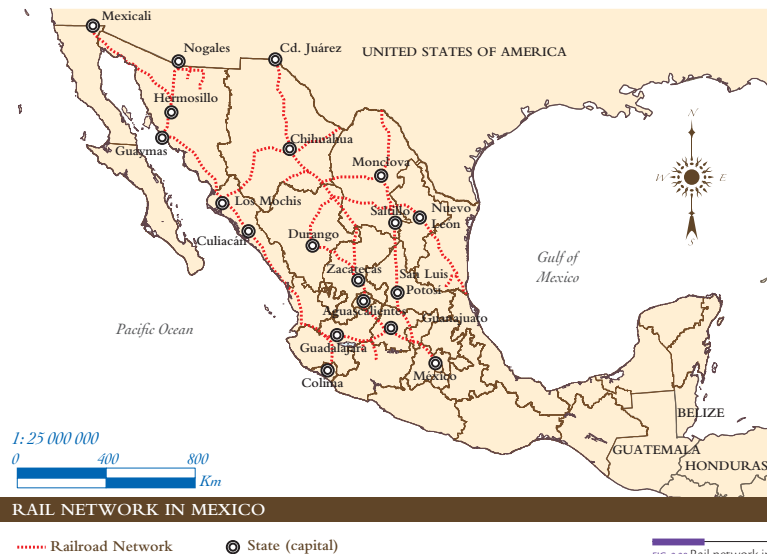 Mexicali
Nogales
Cd. Juárez
UNITED STATES OF AMERICA
Hermosillo
Guaymas
Chihuahua
Monclova
Los Mochis
Culiacán
Saltillo
Nuevo
León
Durango
Zacatecas
San Luis
Potosí
Aguascalientes
Guanajuato
Guadalajara
Colima
México
N
W
E
S
Gulf of
Mexico
Pacific Ocean
BELIZE
GUATEMALA
HONDURAS
1: 25 000 000
0 400 800
Km
RAIL NETWORK IN MEXICO
Railroad Network
State (capital)
Rail network i